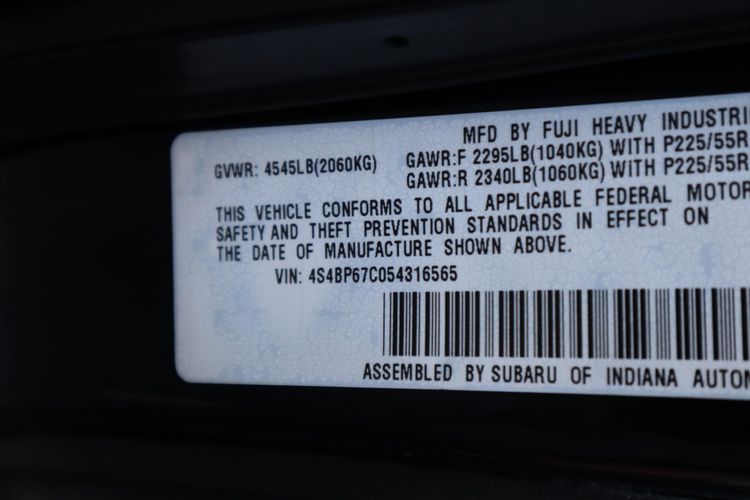 MFD BY FUJI HEAVY INDUSTRI
GVWR: 4545LB(2060KG) GAWR:F 2295LB(1040KG) WITH P225/55R
GAWR:R 2340LB(1060KG) WITH P225/55R
THIS VEHICLE CONFORMS TO ALL APPLICABLE FEDERAL MOTOR
SAFETY AND THEFT PREVENTION STANDARDS IN EFFECT ON
THE DATE OF MANUFACTURE SHOWN ABOVE.
VIN: 4S4BP67C054316565
ASSEMBLED BY SUBARU OF INDIANA AUTOM